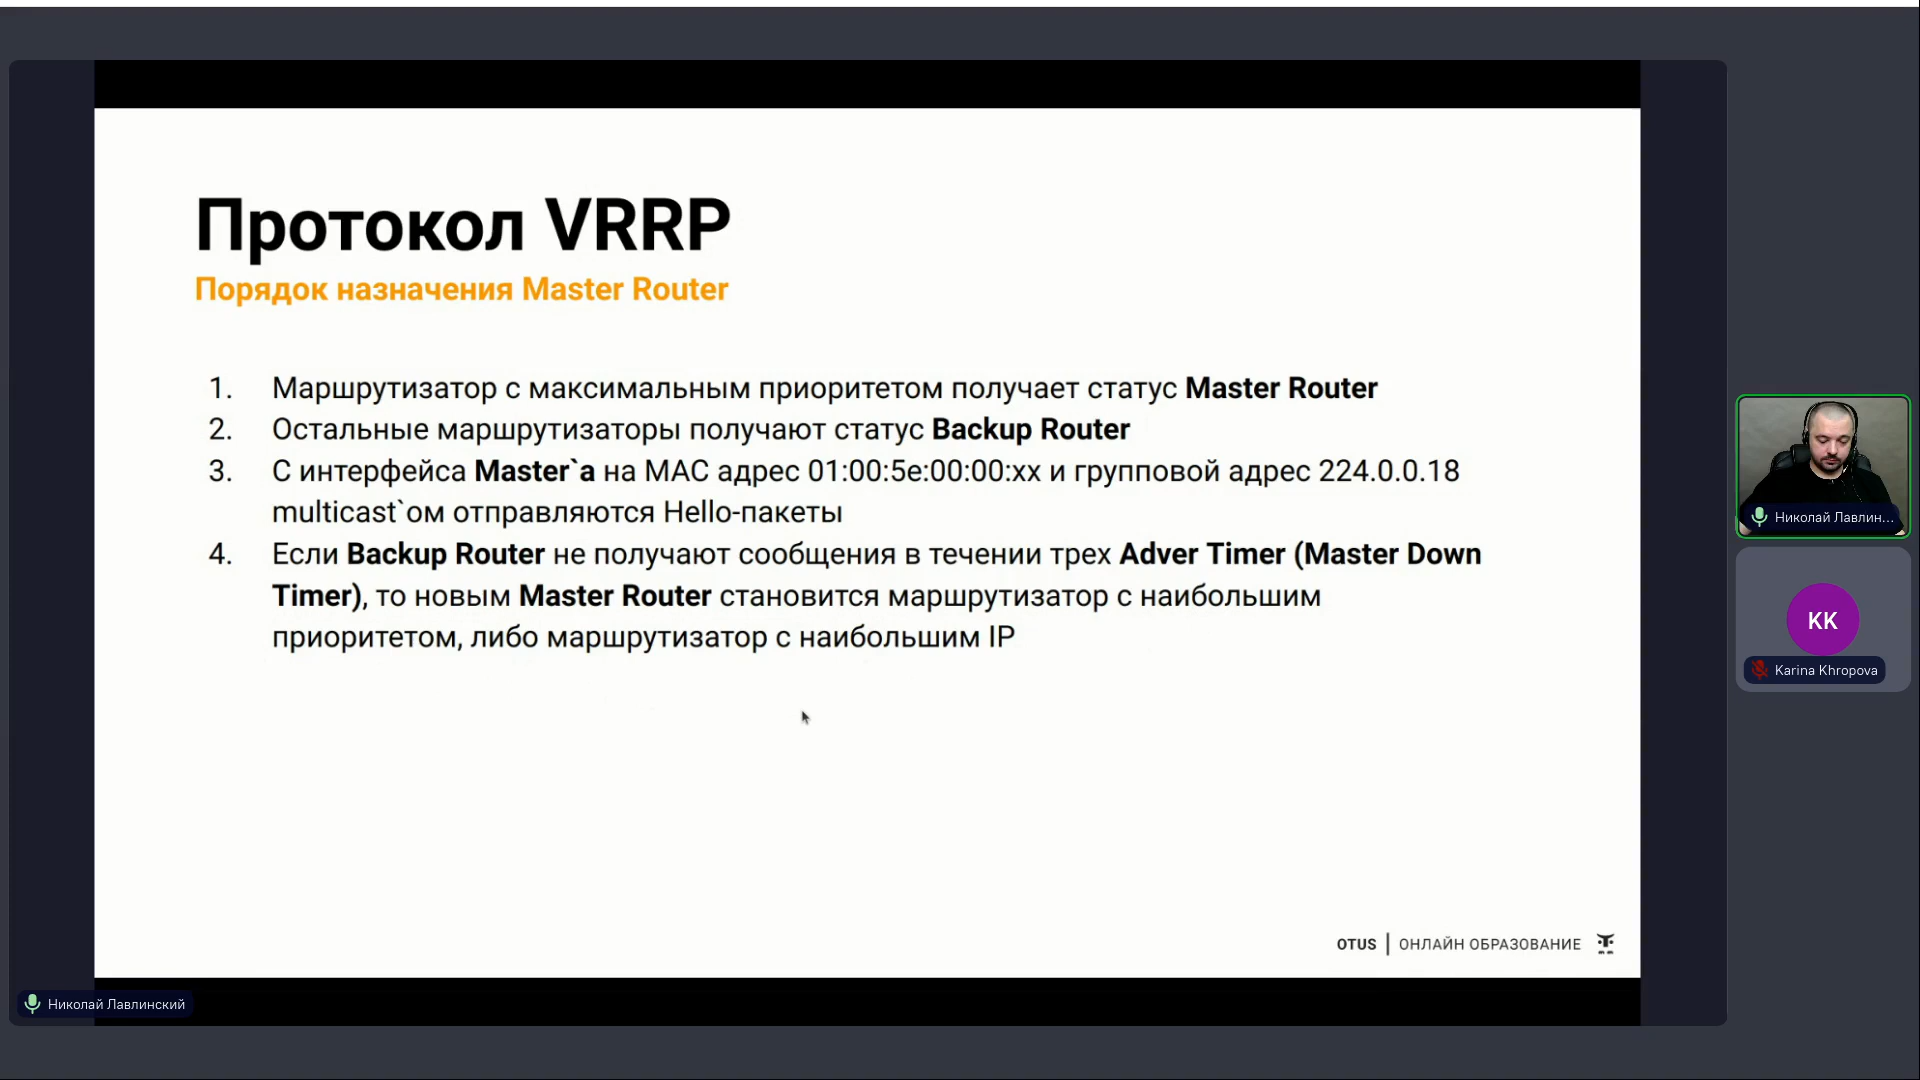 Протокол VRRP
Порядок назначения Master Router
1. Маршрутизатор с максимальным приоритетом получает статус Master Router
2. Остальные маршрутизаторы получают статус Backup Router
3. С интерфейса Master`а на MAC адрес 01:00:5e:00:00:xx и групповой адрес 224.0.0.18
multicast`ом отправляются Hello-пакеты
4. Если Backup Router не получают сообщения в течении трех Adver Timer (Master Down
Timer), то новым Master Router становится маршрутизатор с наибольшим
приоритетом, либо маршрутизатор с наибольшим IP
OTUS | ОНЛАЙН ОБРАЗОВАНИЕ
Николай Лавлинский
Николай Лавлин...
KK
Karina Khropova